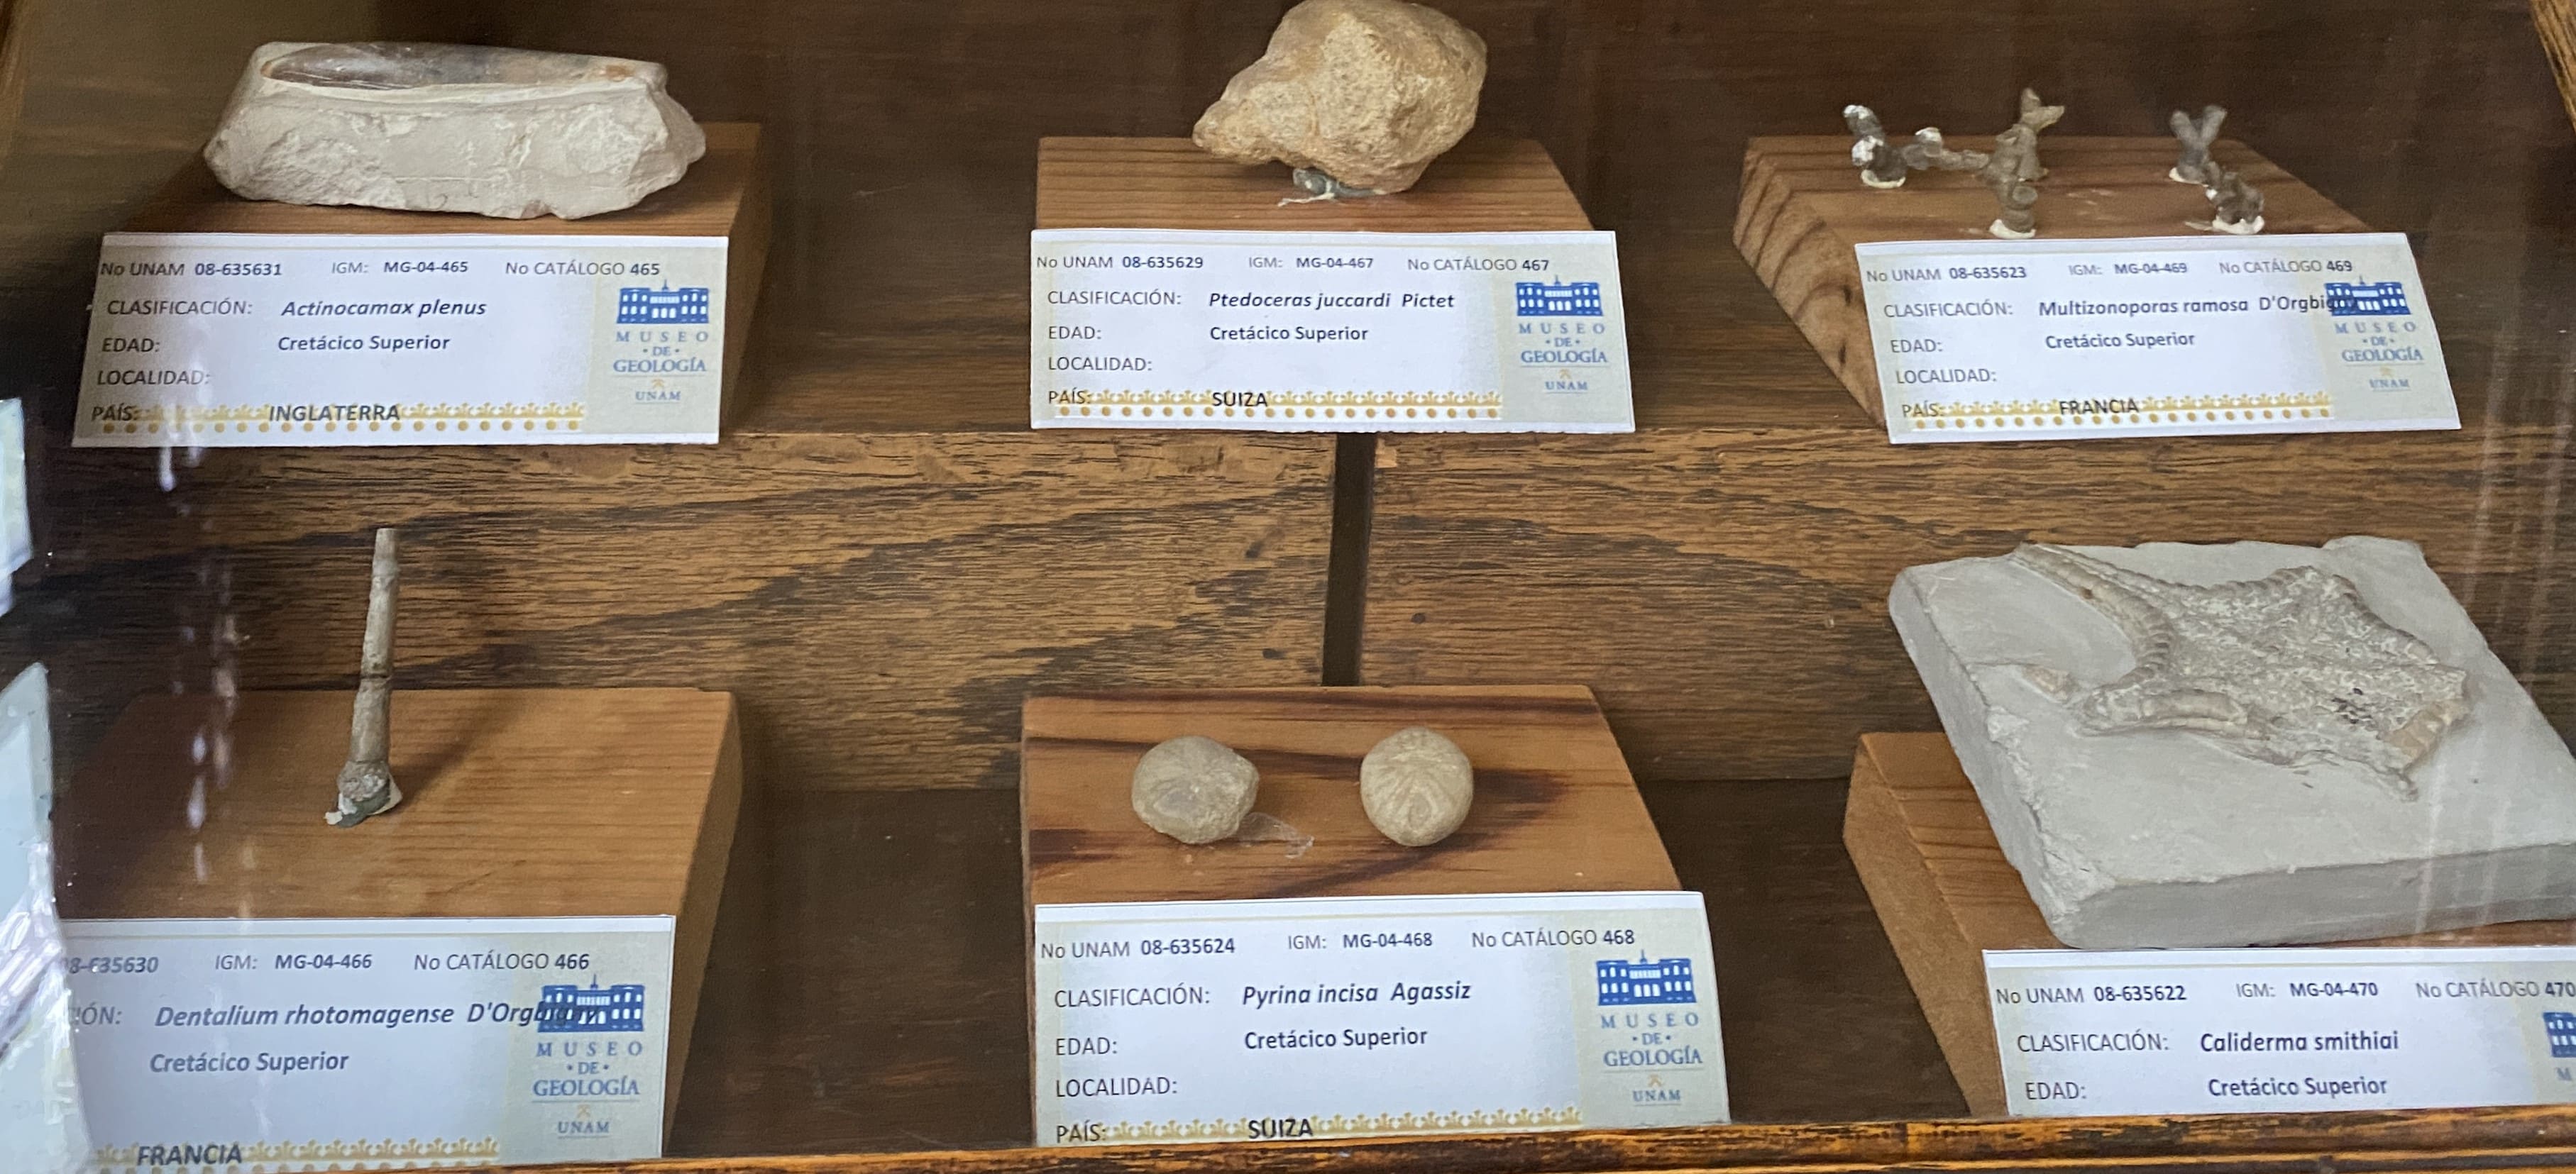 No UNAM 08-635631 IGM: MG-04-465 No CATÁLOGO 465
CLASIFICACIÓN: Actinocamax plenus
EDAD: Cretácico Superior
LOCALIDAD:
PAÍS: INGLATERRA
MUSEO
• DE •
GEOLOGÍA
UNAM
No UNAM 08-635629 IGM: MG-04-467 No CATÁLOGO 467
CLASIFICACIÓN: Ptedoceras juccardi Pictet
EDAD: Cretácico Superior
LOCALIDAD:
PAÍS: SUIZA
MUSEO
• DE •
GEOLOGÍA
UNAM
No UNAM 08-635623 IGM: MG-04-469 No CATÁLOGO 469
CLASIFICACIÓN: Multizonoporas ramosa D'Orgbigny
EDAD: Cretácico Superior
LOCALIDAD:
PAÍS: FRANCIA
MUSEO
• DE •
GEOLOGÍA
UNAM
08-635630 IGM: MG-04-466 No CATÁLOGO 466
IÓN: Dentalium rhotomagense D'Orgbigny
Cretácico Superior
FRANCIA
MUSEO
• DE •
GEOLOGÍA
UNAM
No UNAM 08-635624 IGM: MG-04-468 No CATÁLOGO 468
CLASIFICACIÓN: Pyrina incisa Agassiz
EDAD: Cretácico Superior
LOCALIDAD:
PAÍS: SUIZA
MUSEO
• DE •
GEOLOGÍA
UNAM
No UNAM 08-635622 IGM: MG-04-470 No CATÁLOGO 470
CLASIFICACIÓN: Caliderma smithiai
EDAD: Cretácico Superior
M